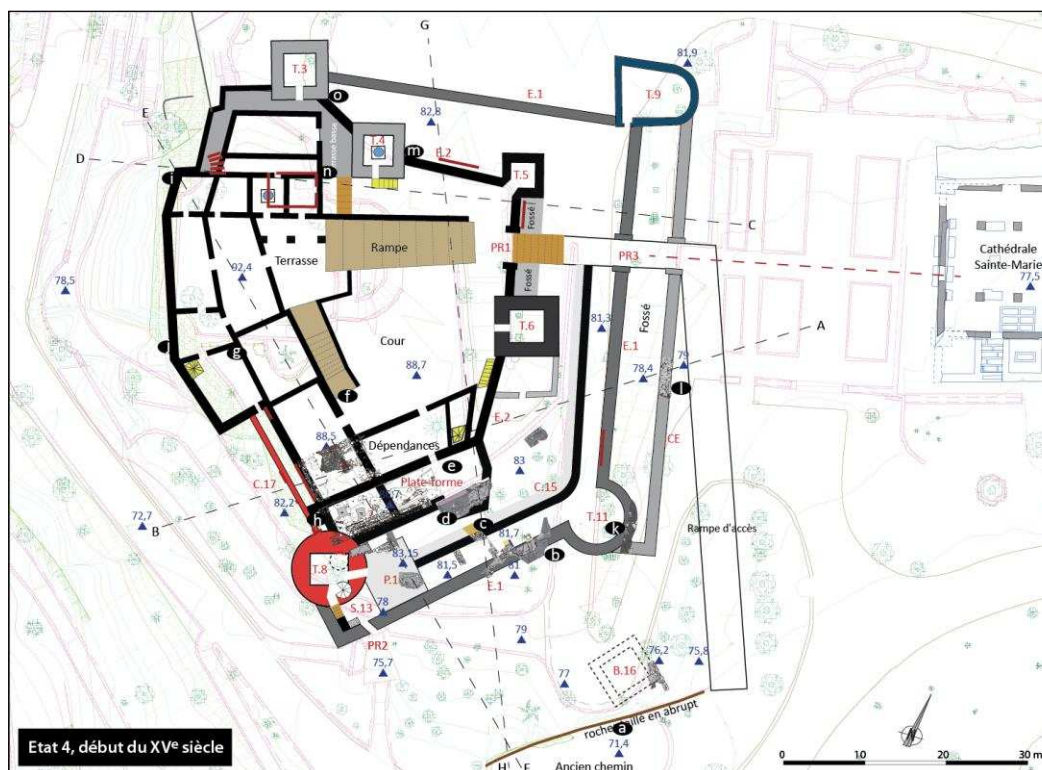 G
81,9
T.3
E
T.9
o
E.1
82,8
T.4
D
m
E.2
T.5
i
n
Fossé
C
Rampe
PR1
PR3
Terrasse
Cathédrale
Sainte-Marie
77,5
78,5
92,4
Fossé
T.6
81,3
Fossé
A
E.1
j
g
Cour
79
78,4
88,7
l
f
E.2
CE
Dépendances
88,5
e
83
C.17
Plate-forme
C.15
82,2
72,7
B
h
d
c
T.11
k
Rampe d'accès
81,7
b
T.8
83,15
P.1
81,5
E.1
81
S.13
78
79
PR2
76,2
75,8
75,7
B.16
77
roche taillé en abrupt
a
71,4
Etat 4, début du XVe siècle
H
F
Ancien chemin
N
0
10
20
30 m